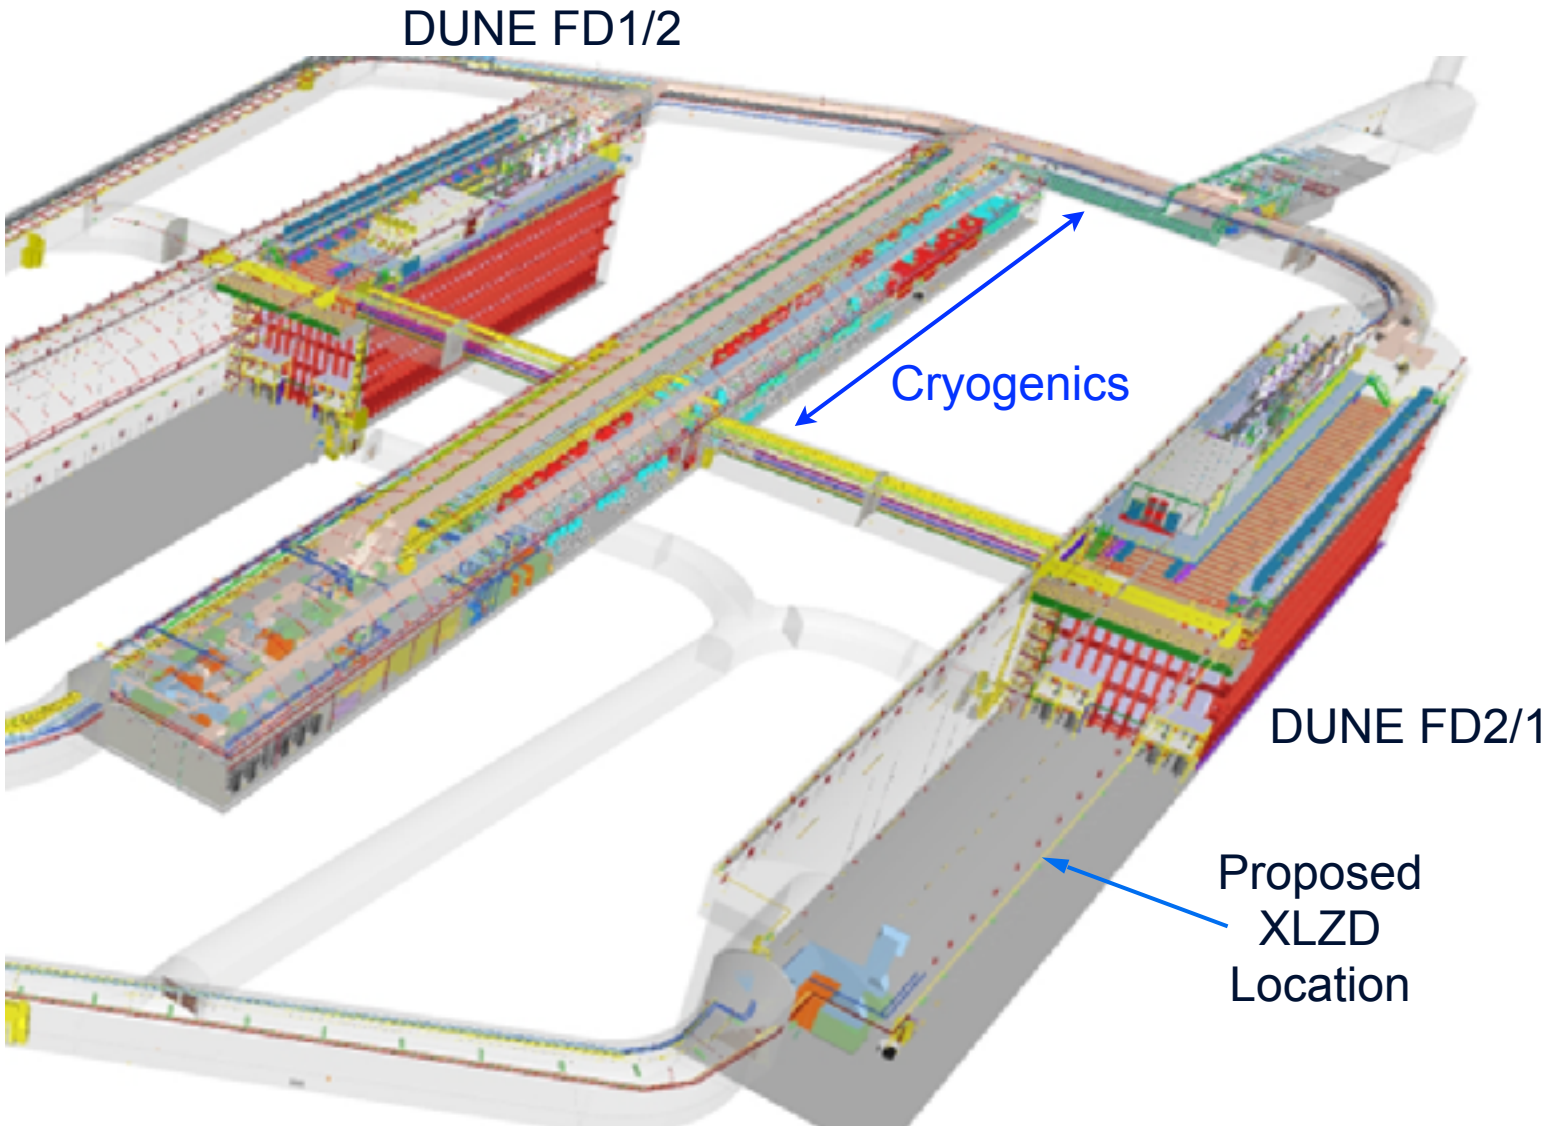 DUNE FD1/2
Cryogenics
DUNE FD2/1
Proposed
XLZD
Location